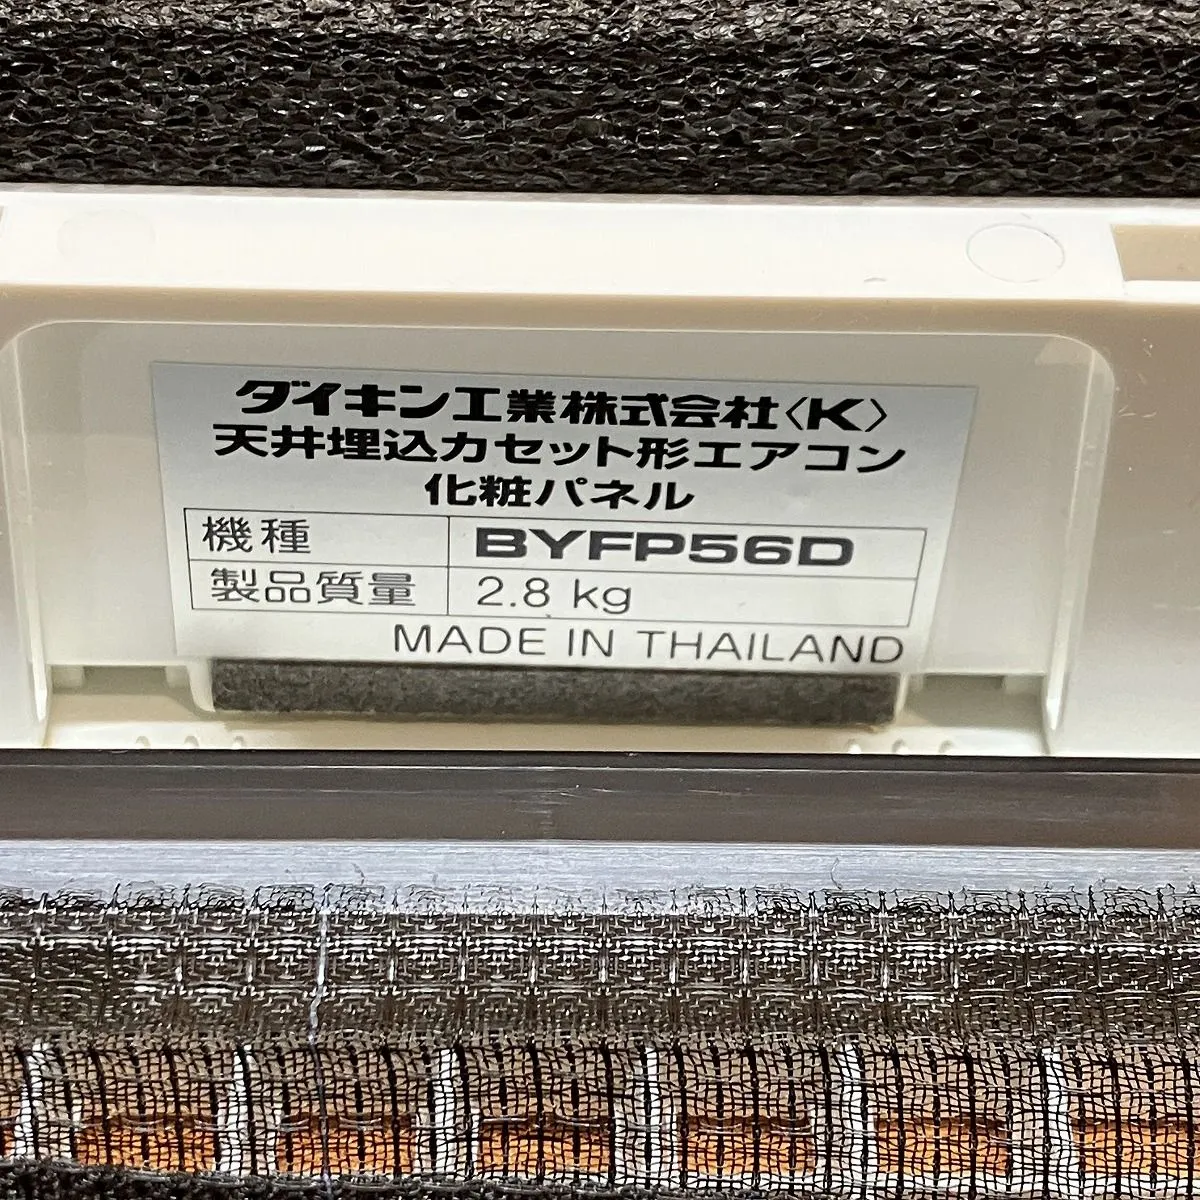 ダイキン工業株式会社〈K〉
天井埋込カセット形エアコン
化粧パネル
機種 BYFP56D
製品質量 2.8 kg
MADE IN THAILAND